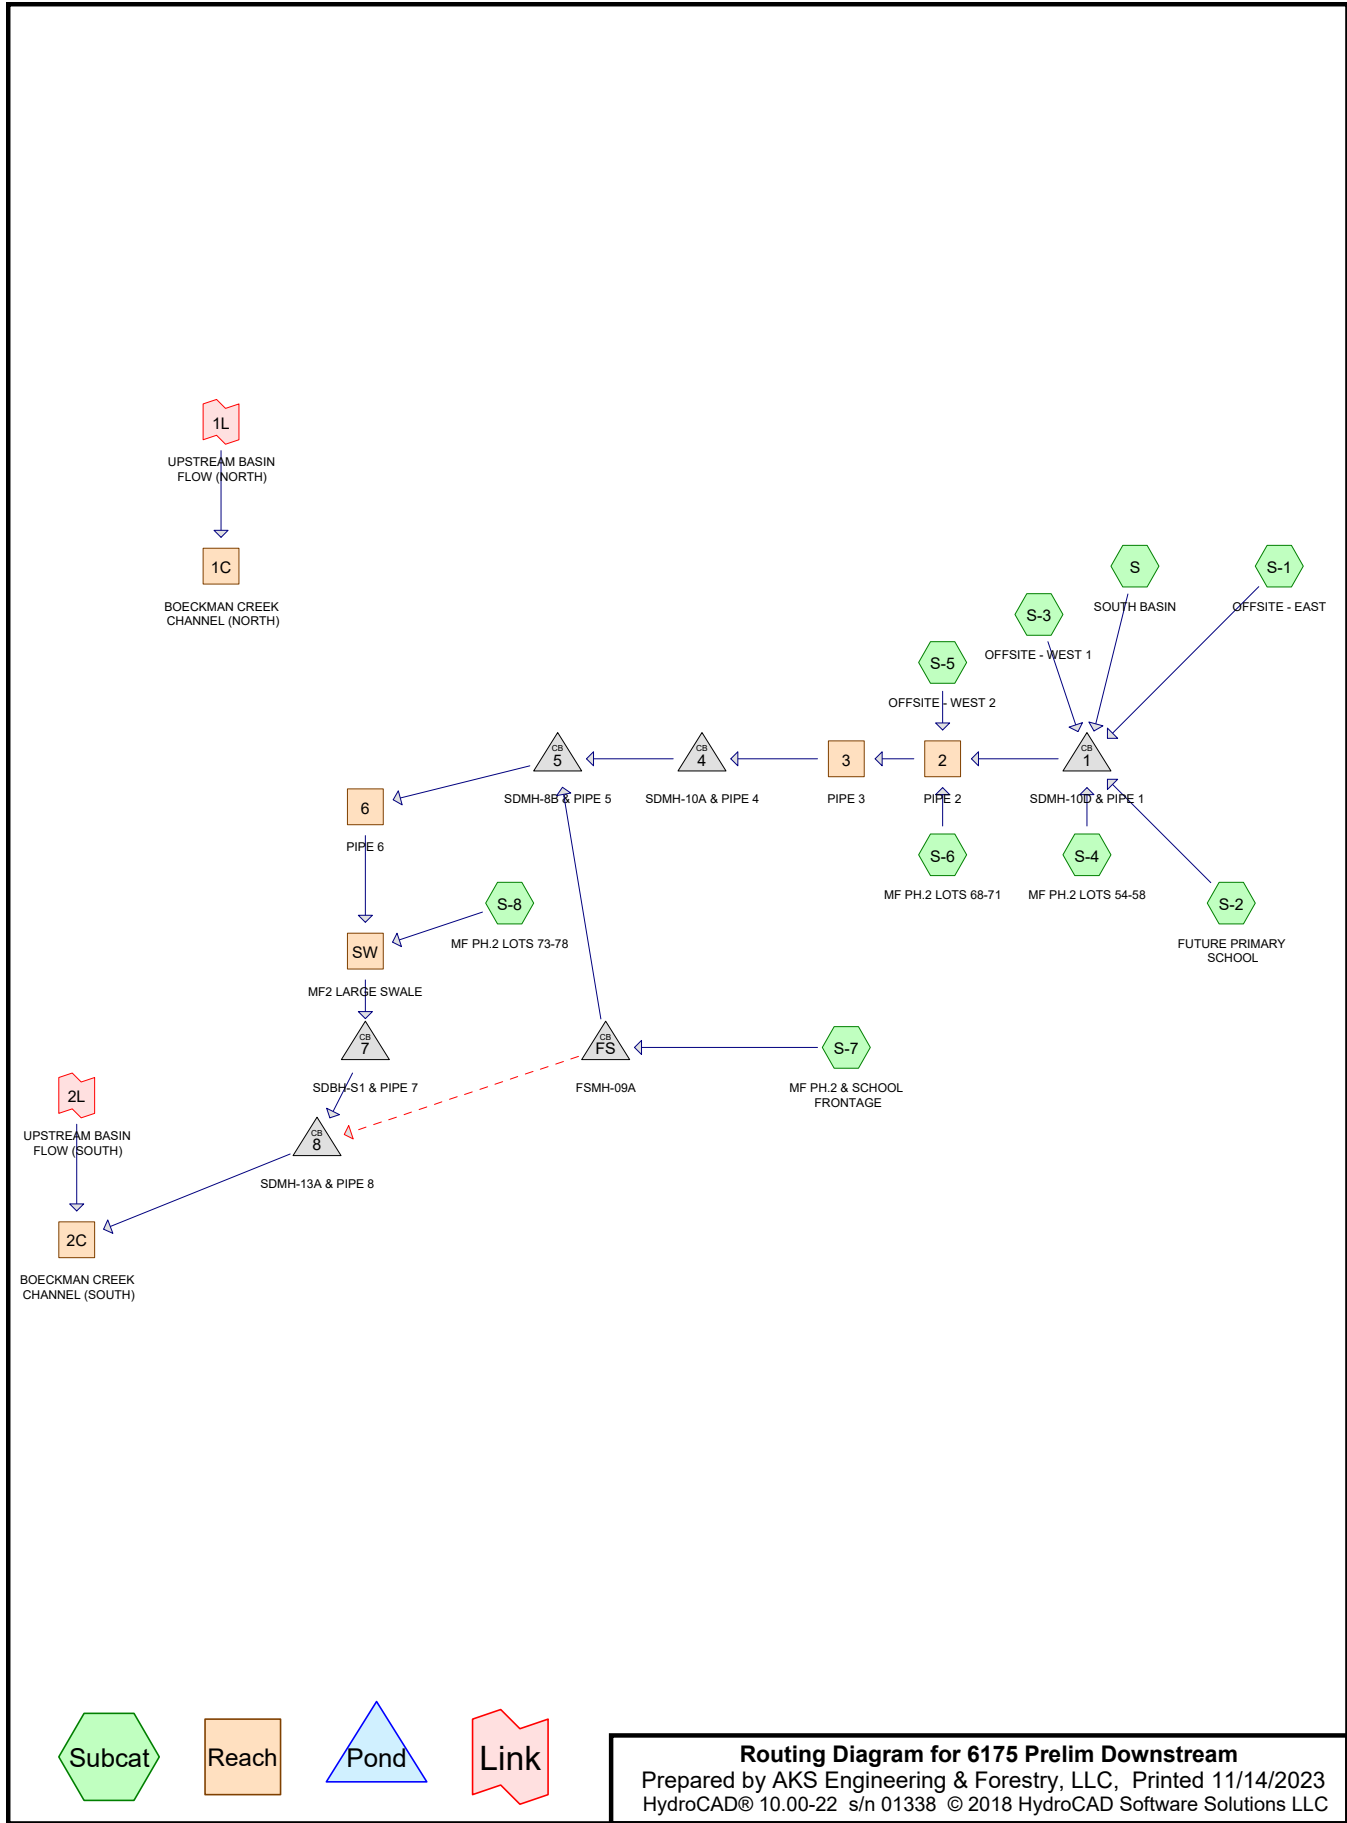 1L
UPSTREAM BASIN
FLOW (NORTH)
1C
BOECKMAN CREEK
CHANNEL (NORTH)
S
SOUTH BASIN
S-1
OFFSITE - EAST
S-3
OFFSITE - WEST 1
S-5
OFFSITE - WEST 2
CB
5
SDMH-8B & PIPE 5
CB
4
SDMH-10A & PIPE 4
3
PIPE 3
2
PIPE 2
CB
1
SDMH-10D & PIPE 1
6
PIPE 6
S-6
MF PH.2 LOTS 68-71
S-4
MF PH.2 LOTS 54-58
S-2
FUTURE PRIMARY
SCHOOL
S-8
MF PH.2 LOTS 73-78
SW
MF2 LARGE SWALE
CB
7
SDBH-S1 & PIPE 7
CB
FS
FSMH-09A
S-7
MF PH.2 & SCHOOL
FRONTAGE
2L
UPSTREAM BASIN
FLOW (SOUTH)
CB
8
SDMH-13A & PIPE 8
2C
BOECKMAN CREEK
CHANNEL (SOUTH)
Subcat
Reach
Pond
Link
Routing Diagram for 6175 Prelim Downstream
Prepared by AKS Engineering & Forestry, LLC, Printed 11/14/2023
HydroCAD® 10.00-22 s/n 01338 © 2018 HydroCAD Software Solutions LLC